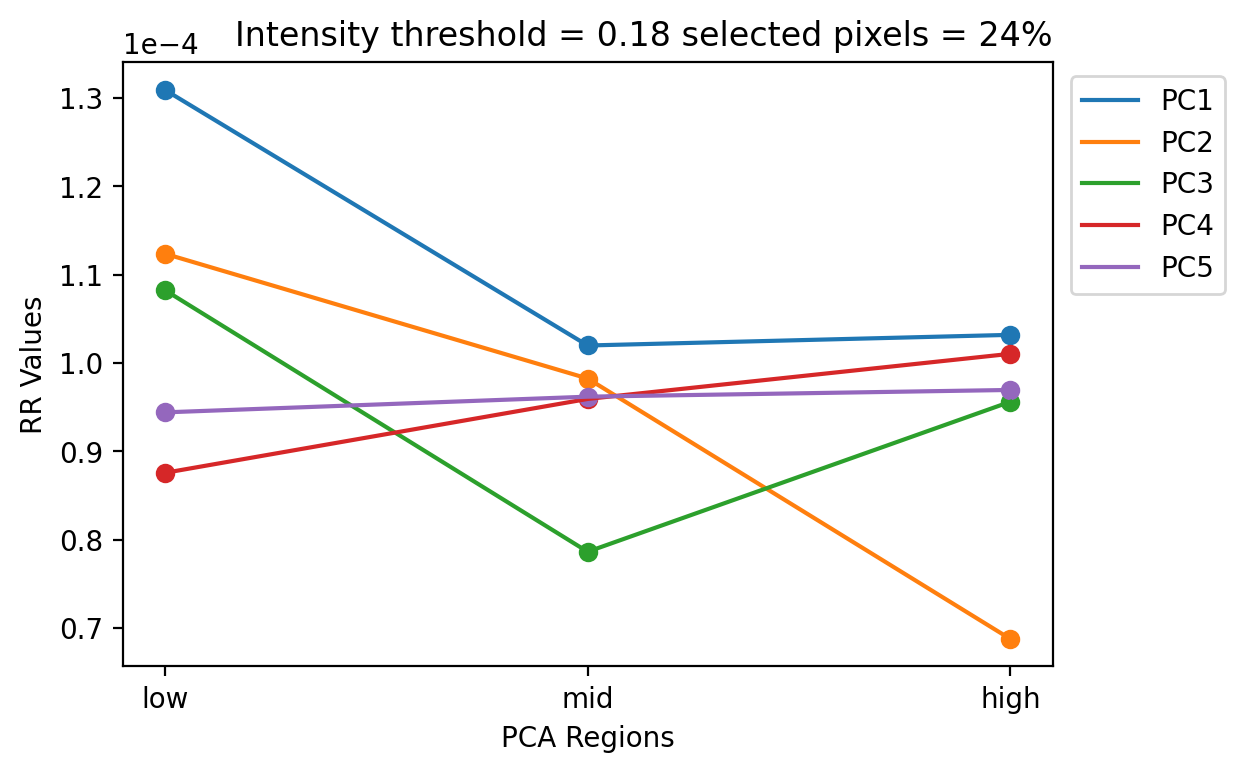 Intensity threshold = 0.18 selected pixels = 24%
1e−4
1.3
1.2
1.1
1.0
0.9
0.8
0.7
RR Values
low mid high
PCA Regions
PC1
PC2
PC3
PC4
PC5